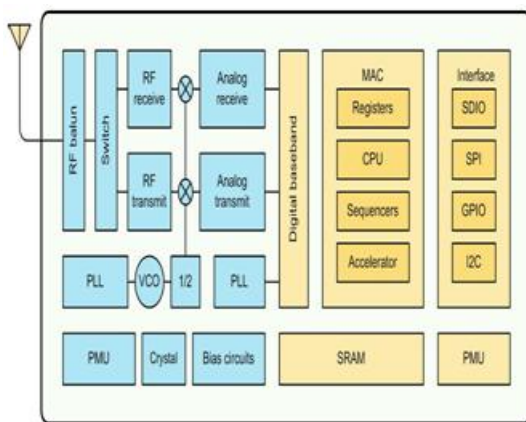 RF balun
Switch
RF
receive
Analog
receive
RF
transmit
Analog
transmit
PLL
VCO
1/2
PLL
Digital baseband
MAC
Registers
CPU
Sequencers
Accelerator
Interface
SDIO
SPI
GPIO
I2C
PMU
Crystal
Bias circuits
SRAM
PMU